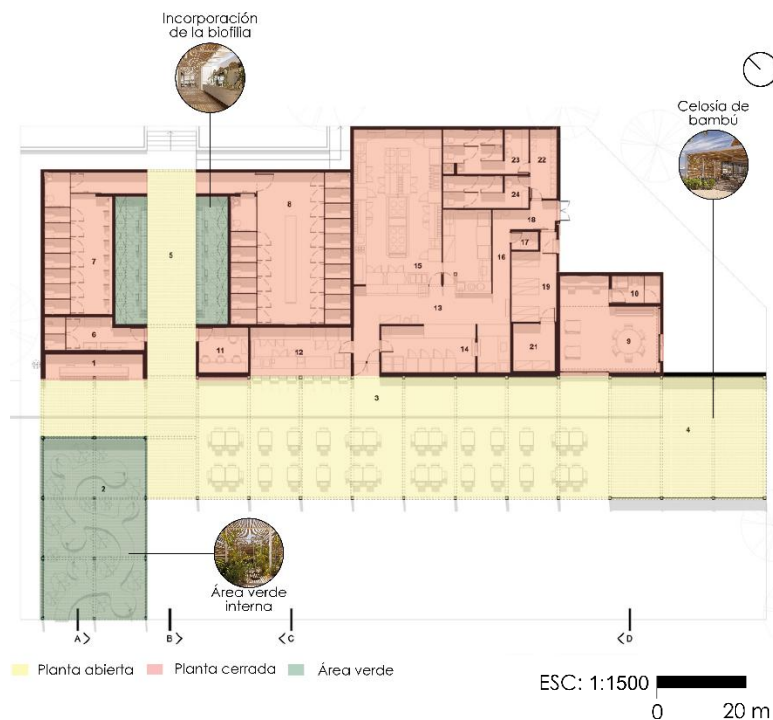 Incorporación
de la biofilia
Celosía de
bambú
23
22
24
8
18
7
5
17
16
15
19
10
13
6
9
11
12
14
21
1
3
4
2
Área verde
interna
A
B
C
D
Planta abierta
Planta cerrada
Área verde
ESC: 1:1500
0
20 m